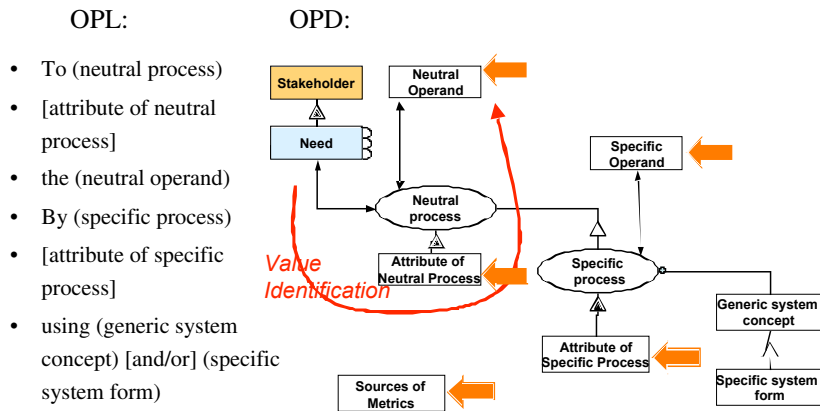 OPL:
OPD:
• To (neutral process)
• [attribute of neutral
process]
• the (neutral operand)
• By (specific process)
• [attribute of specific
process]
• using (generic system
concept) [and/or] (specific
system form)
Stakeholder
Need
Neutral
Operand
Specific
Operand
Neutral
process
Value
Identification
Attribute of
Neutral Process
Specific
process
Generic system
concept
Attribute of
Specific Process
Specific system
form
Sources of
Metrics